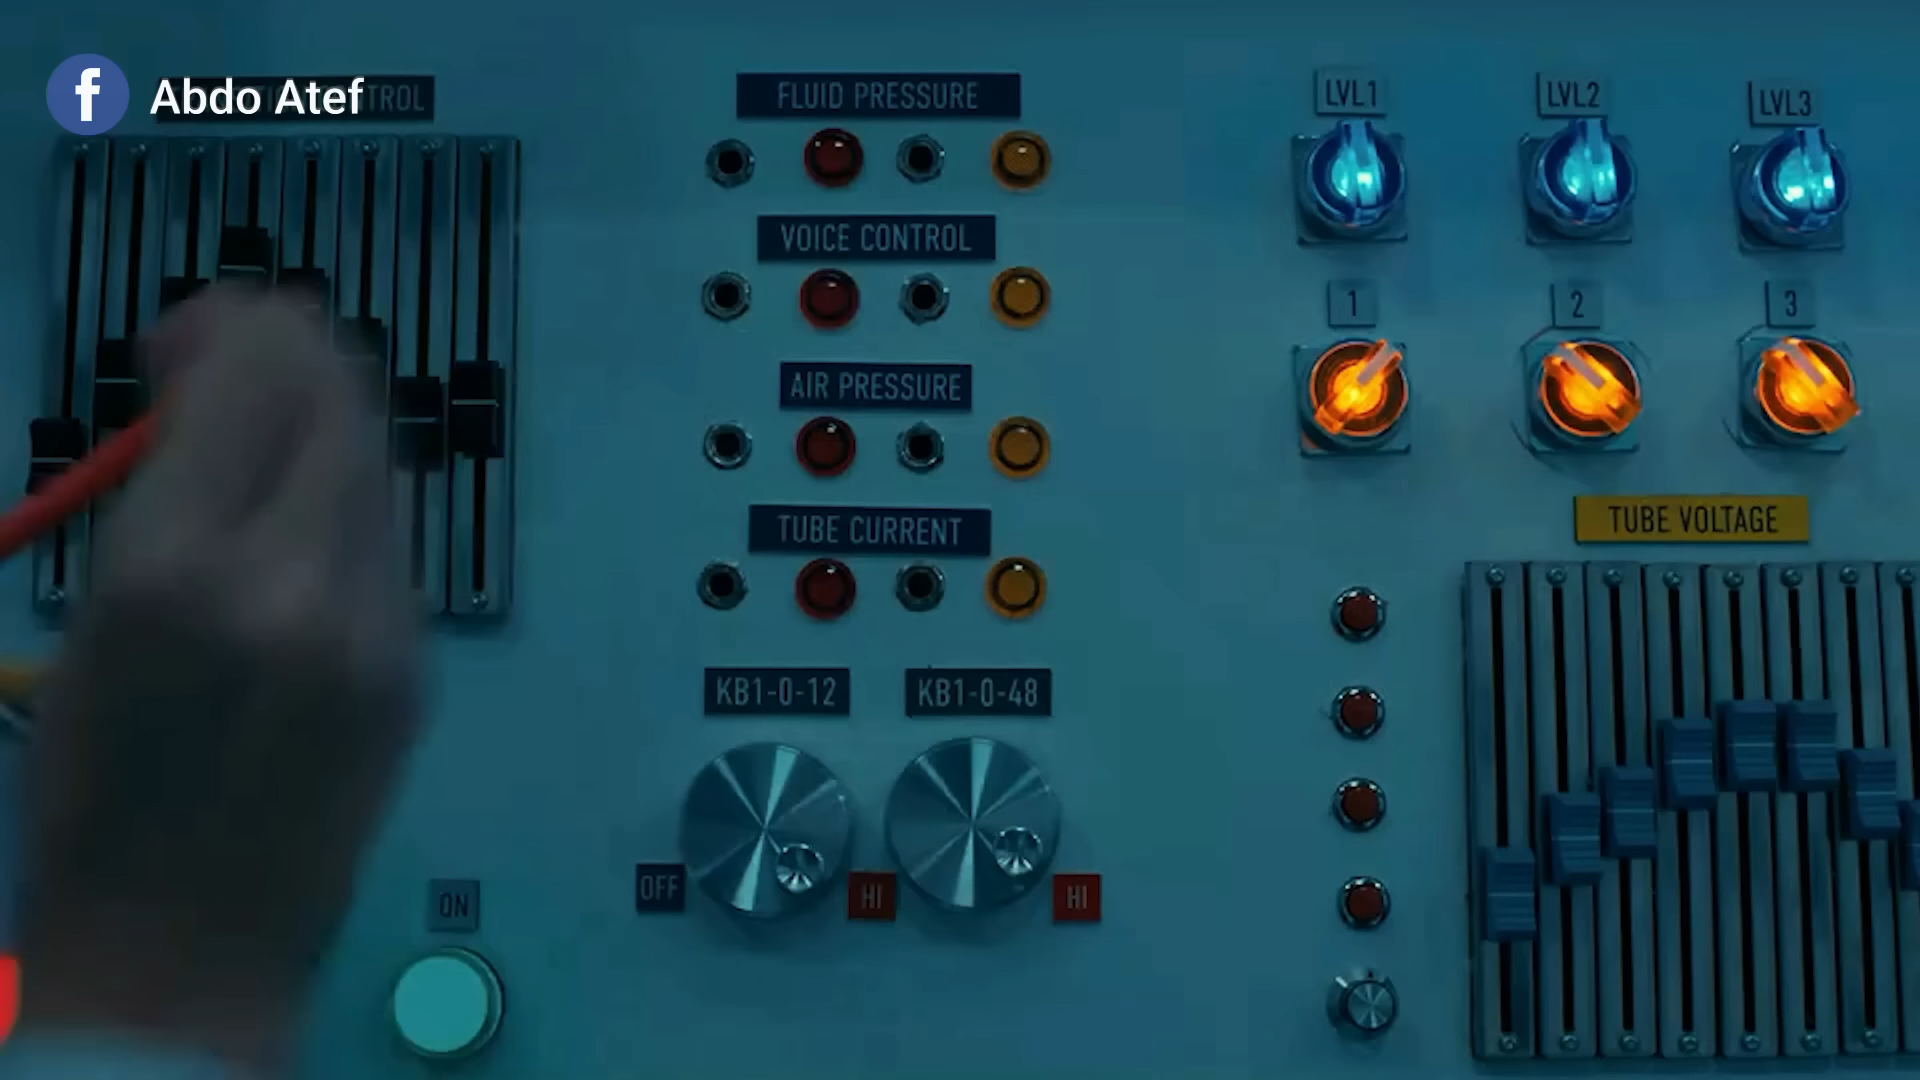 f Abdo Atef
TROL
FLUID PRESSURE
VOICE CONTROL
AIR PRESSURE
TUBE CURRENT
KB1-0-12 KB1-0-48
OFF HI HI
ON
LVL1 LVL2 LVL3
1 2 3
TUBE VOLTAGE